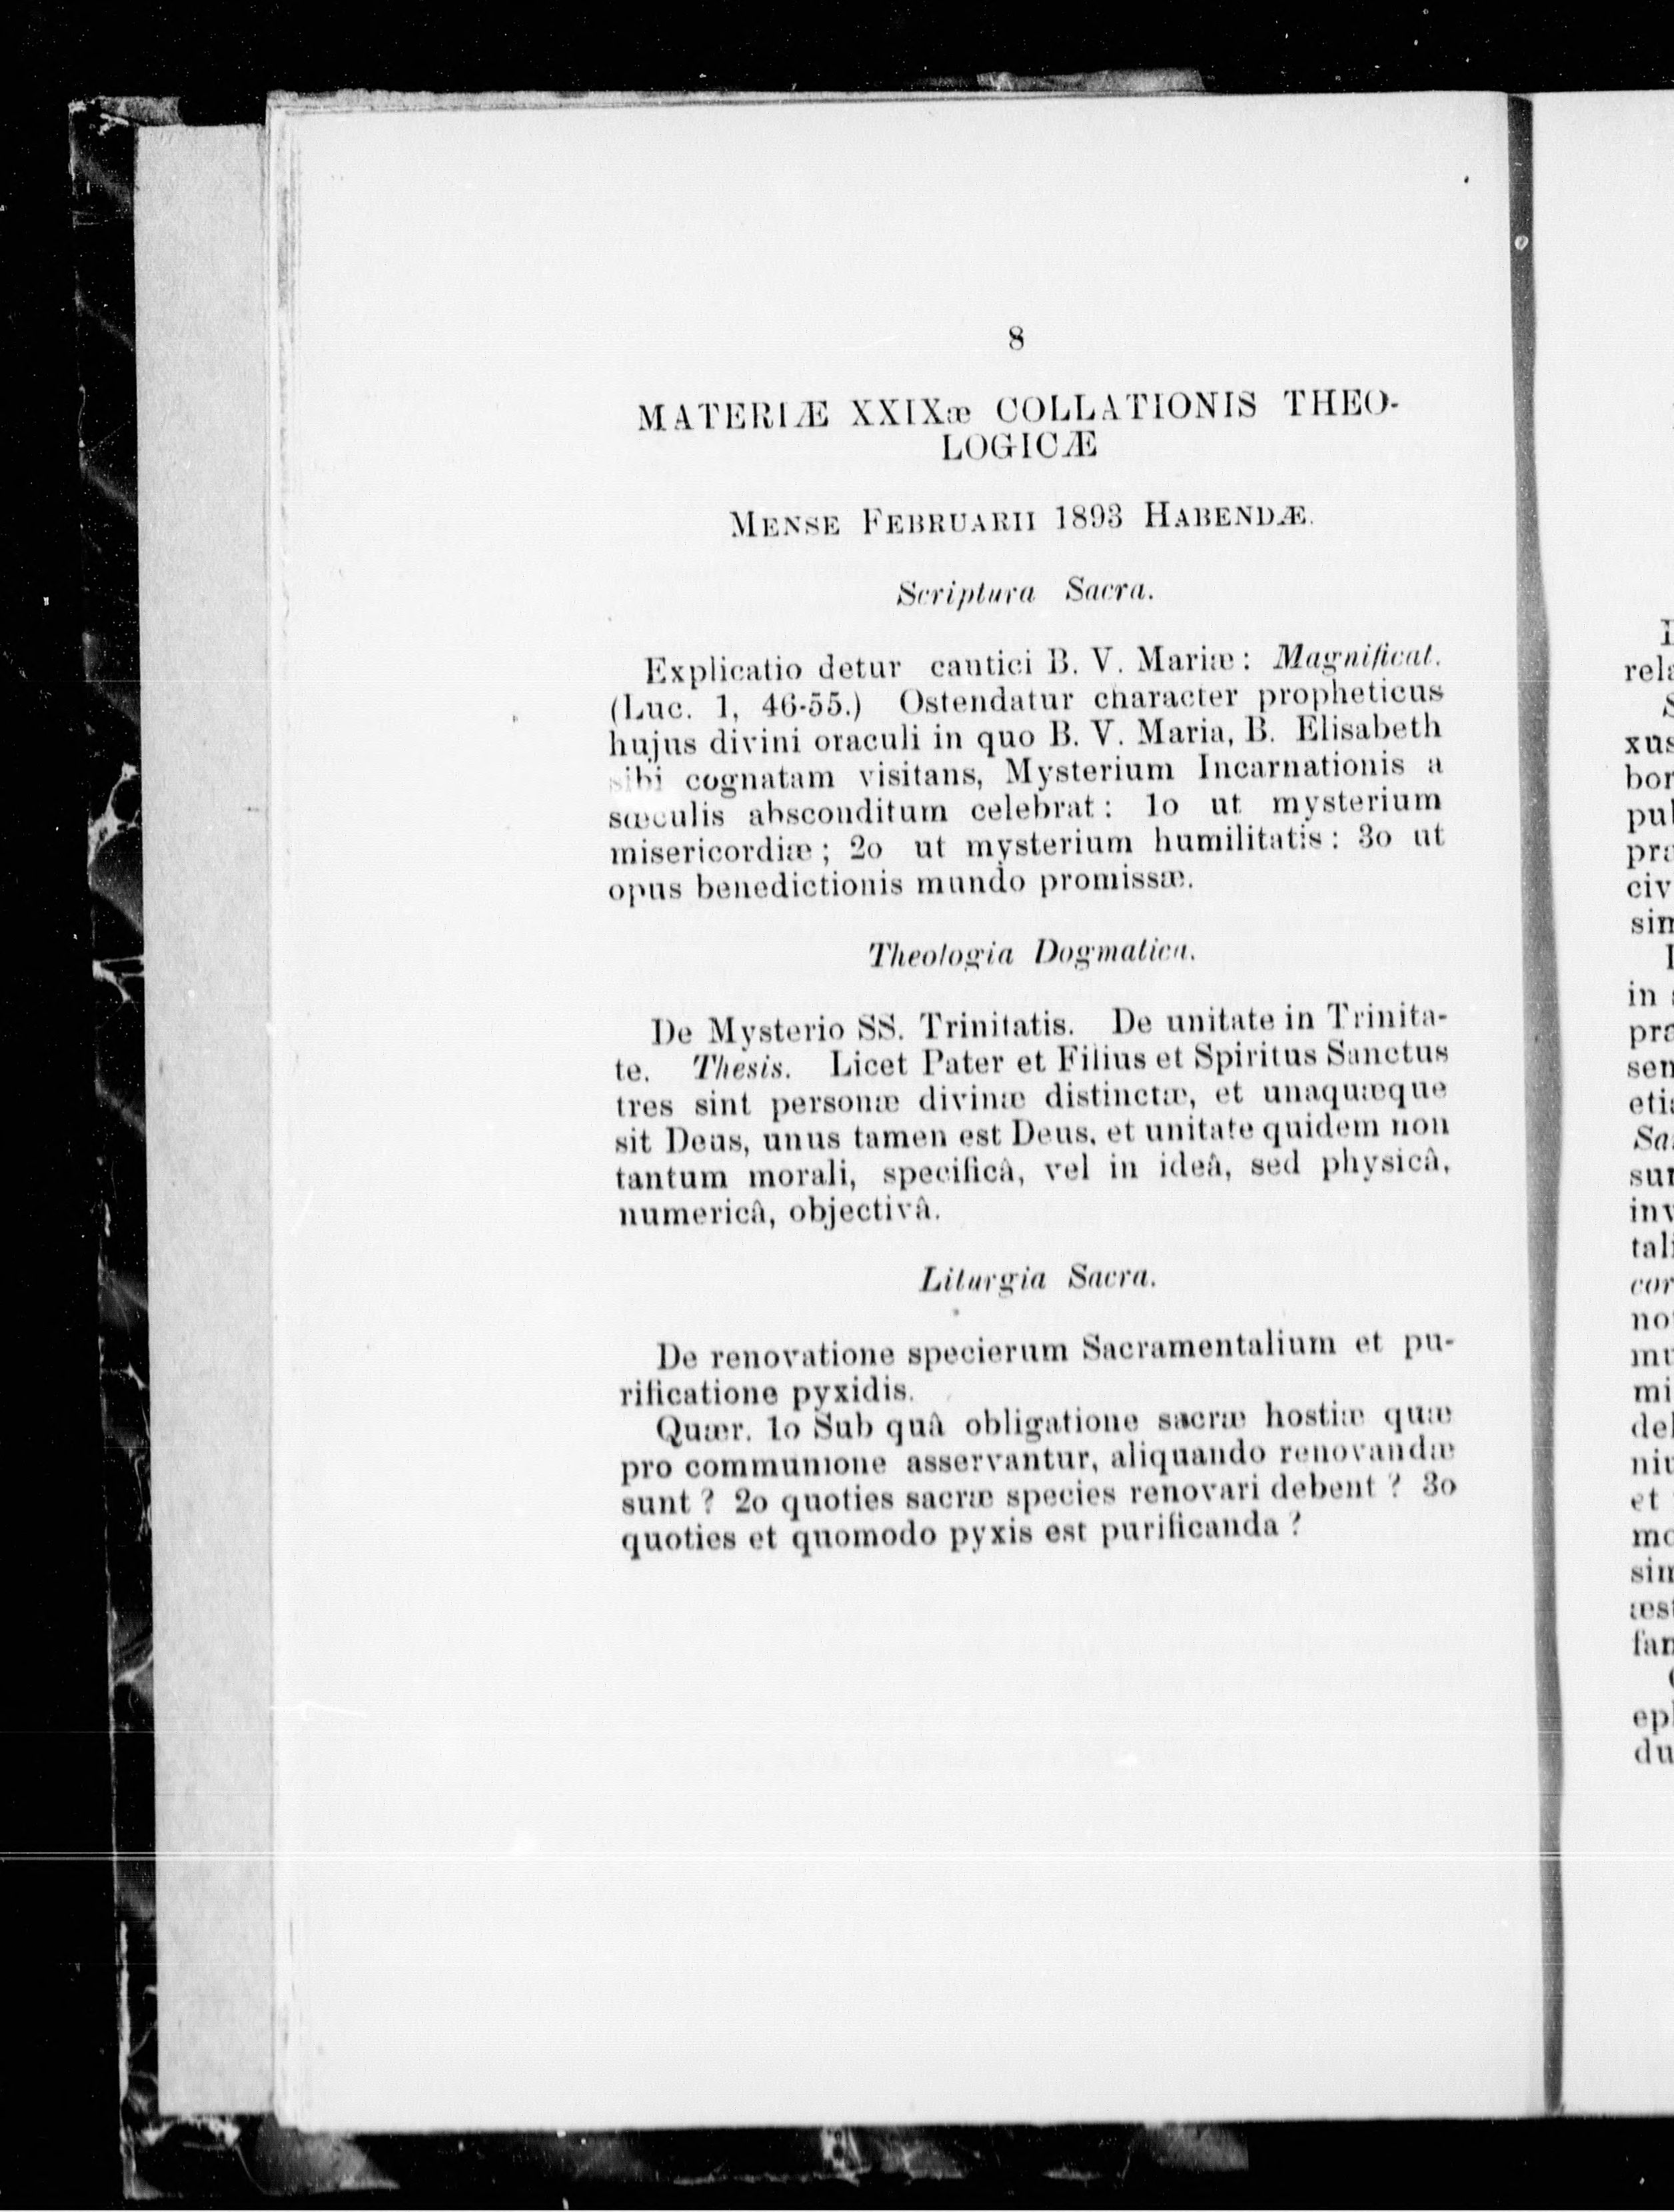 8
MATERIÆ XXIXæ COLLATIONIS THEO-
LOGICÆ
MENSE FEBRUARII 1893 HABENDÆ.
Scriptura Sacra.
Explicatio detur cantici B. V. Mariæ: Magnificat.
(Luc. 1, 46-55.) Ostendatur character propheticus
hujus divini oraculi in quo B. V. Maria, B. Elisabeth
sibi cognatam visitans, Mysterium Incarnationis a
sæculis absconditum celebrat: 1o ut mysterium
misericordiæ; 2o ut mysterium humilitatis: 3o ut
opus benedictionis mundo promissæ.
Theologia Dogmatica.
De Mysterio SS. Trinitatis. De unitate in Trinita-
te. Thesis. Licet Pater et Filius et Spiritus Sanctus
tres sint personæ divinæ distinctæ, et unaquæque
sit Deus, unus tamen est Deus, et unitate quidem non
tantum morali, specificâ, vel in ideâ, sed physicâ,
numericâ, objectivâ.
Liturgia Sacra.
De renovatione specierum Sacramentalium et pu-
rificatione pyxidis.
Quær. 1o Sub quâ obligatione sacræ hostiæ quæ
pro communione asservantur, aliquando renovandæ
sunt? 2o quoties sacræ species renovari debent? 3o
quoties et quomodo pyxis est purificanda?